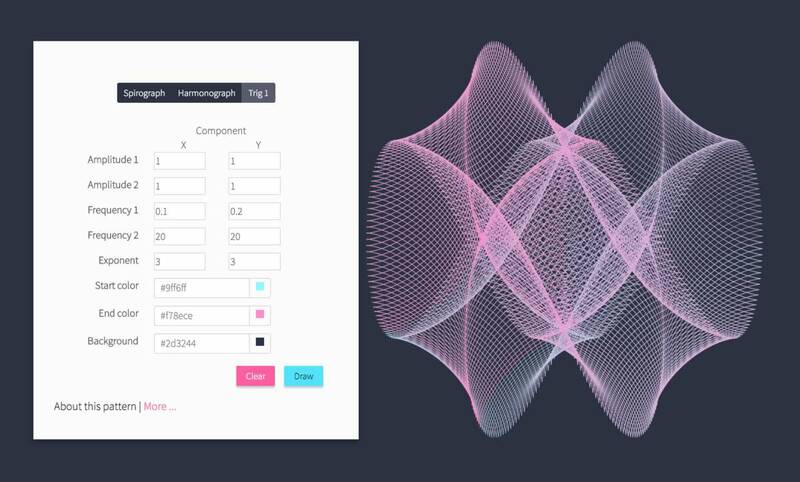 Spirograph Harmonograph Trig 1
Component
X Y
Amplitude 1 1 1
Amplitude 2 1 1
Frequency 1 0.1 0.2
Frequency 2 20 20
Exponent 3 3
Start color #9ff6ff
End color #f78ece
Background #2d3244
Clear Draw
About this pattern | More ...